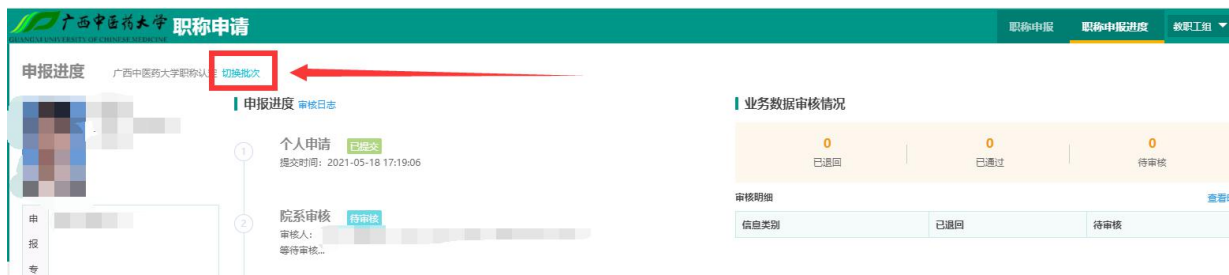 广西中医药大学 职称申请
GUANGXI UNIVERSITY OF CHINESE MEDICINE
职称申报 职称申报进度 教职工组
申报进度 广西中医药大学职称认定 切换批次
申报进度 审核日志
个人申请 已提交
提交时间：2021-05-18 17:19:06
院系审核 待审核
审核人：
等待审核...
申
报
专
业务数据审核情况
0 0 0
已退回 已通过 待审核
审核明细 查看
信息类别 已退回 待审核
1
2